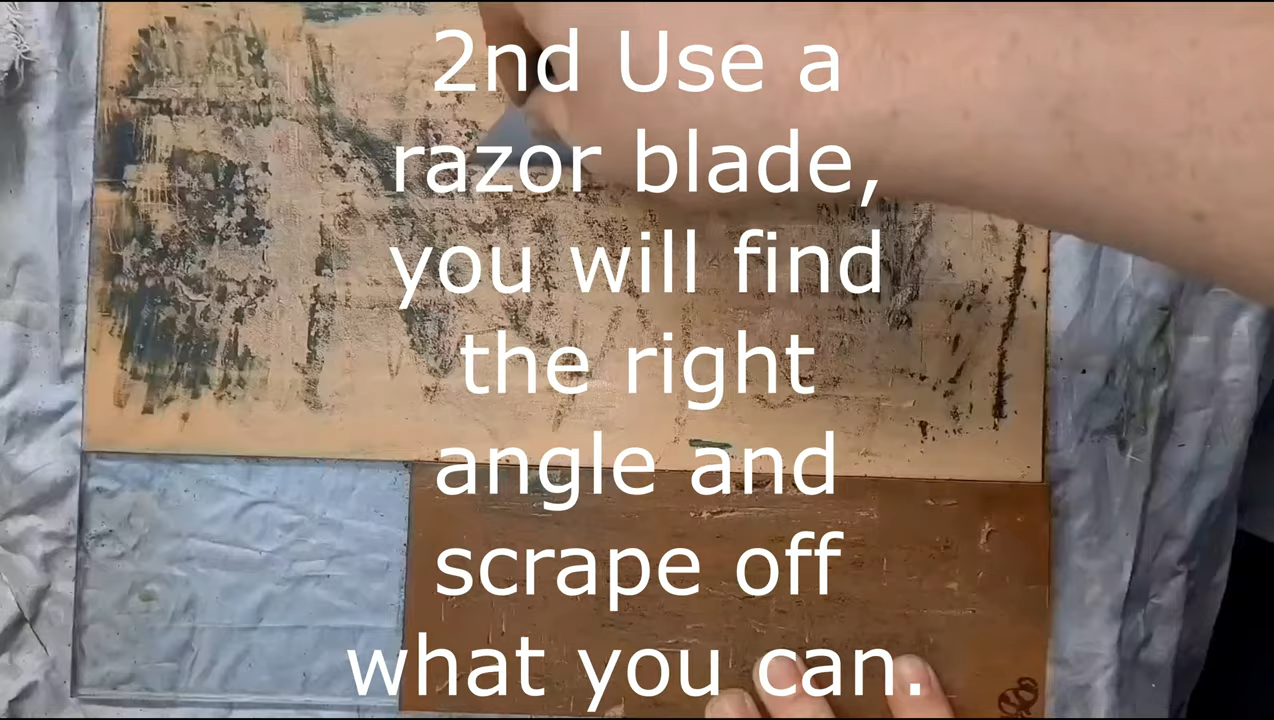 2nd Use a
razor blade,
you will find
the right
angle and
scrape off
what you can.